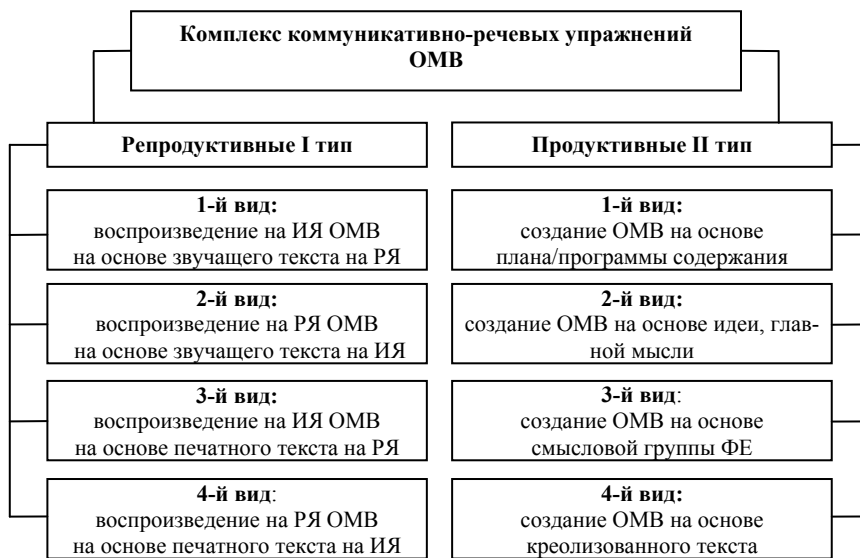 Комплекс коммуникативно-речевых упражнений
ОМВ
Репродуктивные I тип
Продуктивные II тип
1-й вид:
воспроизведение на ИЯ ОМВ
на основе звучащего текста на РЯ
1-й вид:
создание ОМВ на основе
плана/программы содержания
2-й вид:
воспроизведение на РЯ ОМВ
на основе звучащего текста на ИЯ
2-й вид:
создание ОМВ на основе идеи, глав-
ной мысли
3-й вид:
воспроизведение на ИЯ ОМВ
на основе печатного текста на РЯ
3-й вид:
создание ОМВ на основе
смысловой группы ФЕ
4-й вид:
воспроизведение на РЯ ОМВ
на основе печатного текста на ИЯ
4-й вид:
создание ОМВ на основе
креолизованного текста